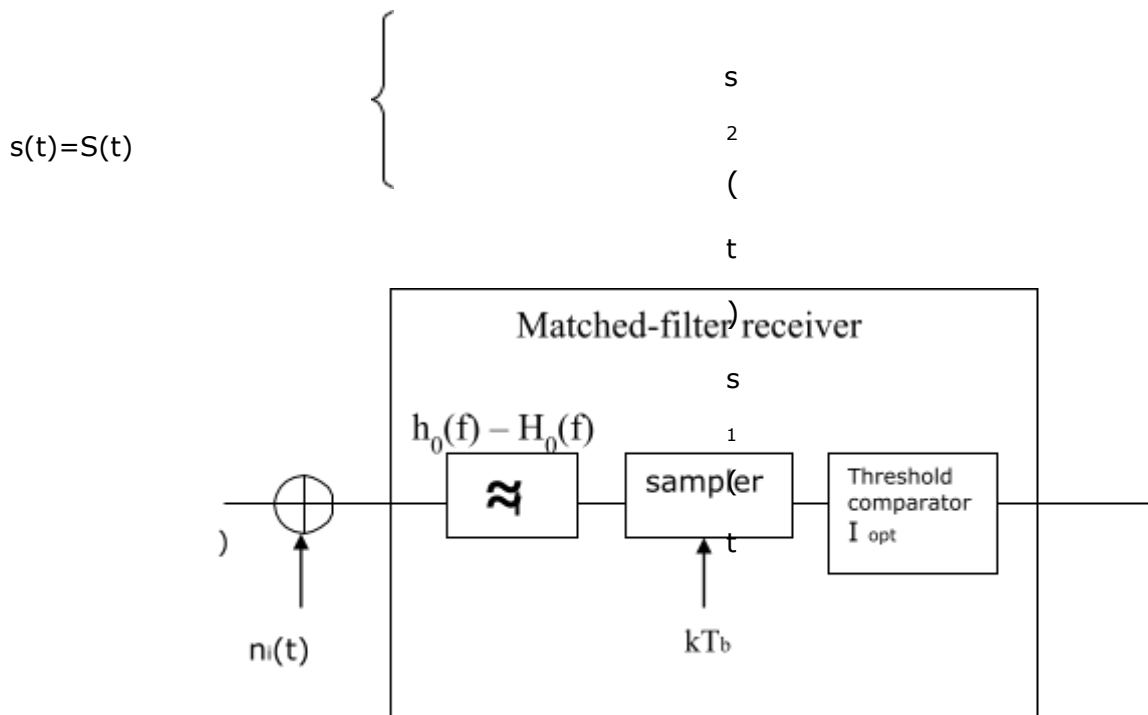 s
2
s(t)=S(t)
(
t
)
Matched-filter receiver
s
h0(f) – H0(f)
1
sampler
(
Threshold
comparator
I opt
)
t
ni(t)
kTb